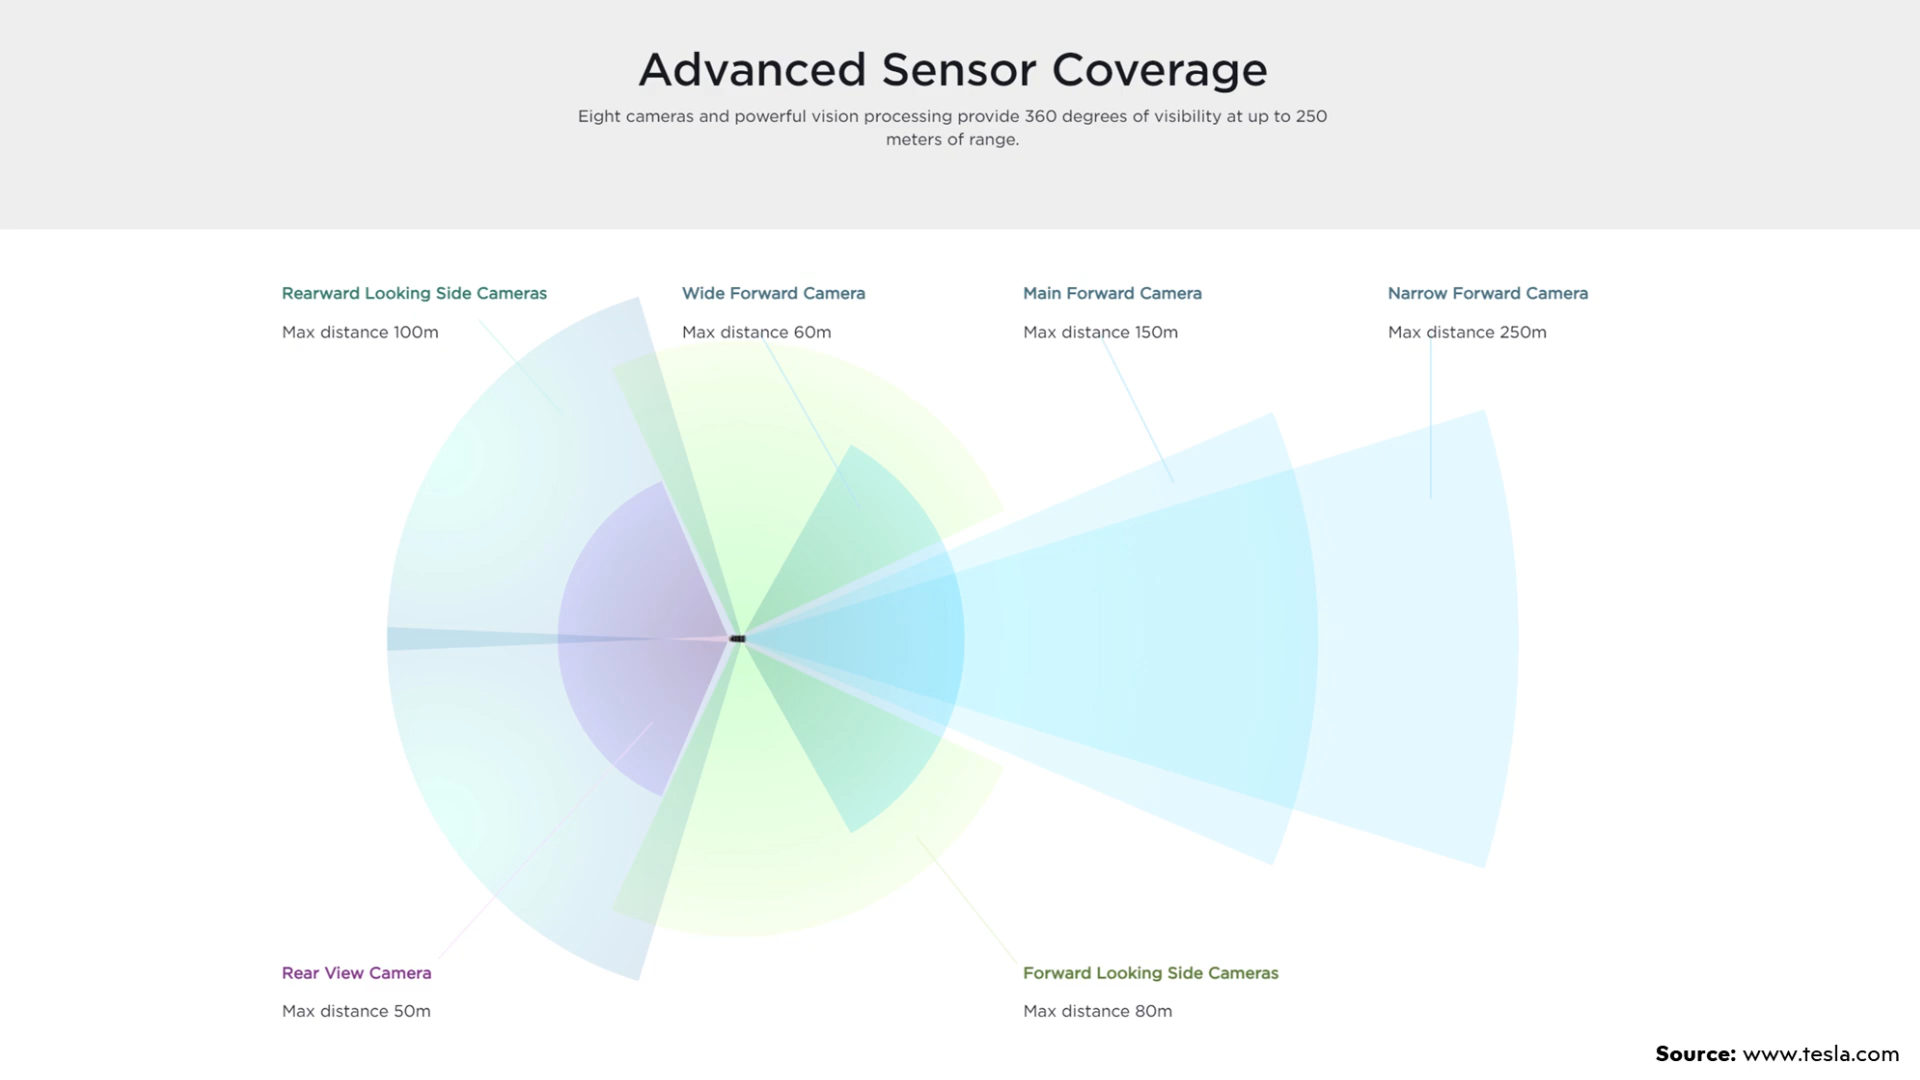 Advanced Sensor Coverage
Eight cameras and powerful vision processing provide 360 degrees of visibility at up to 250
meters of range.
Rearward Looking Side Cameras
Max distance 100m
Wide Forward Camera
Max distance 60m
Main Forward Camera
Max distance 150m
Narrow Forward Camera
Max distance 250m
Rear View Camera
Max distance 50m
Forward Looking Side Cameras
Max distance 80m
Source: www.tesla.com